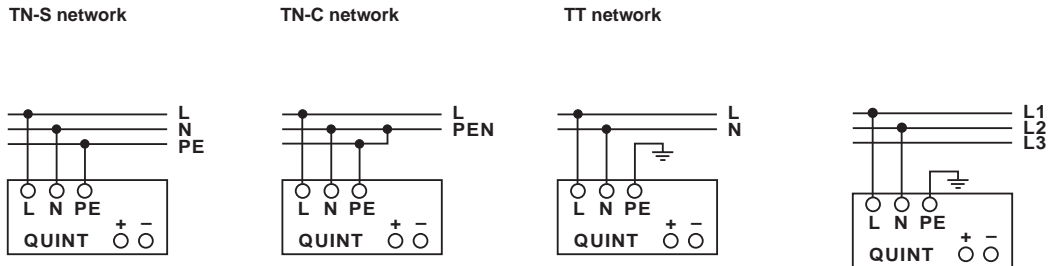 TN-S network
TN-C network
TT network
L
N
PE
L N PE
+ −
QUINT
L
PEN
L N PE
+ −
QUINT
L
N
L N PE
+ −
QUINT
L1
L2
L3
L N PE
+ −
QUINT